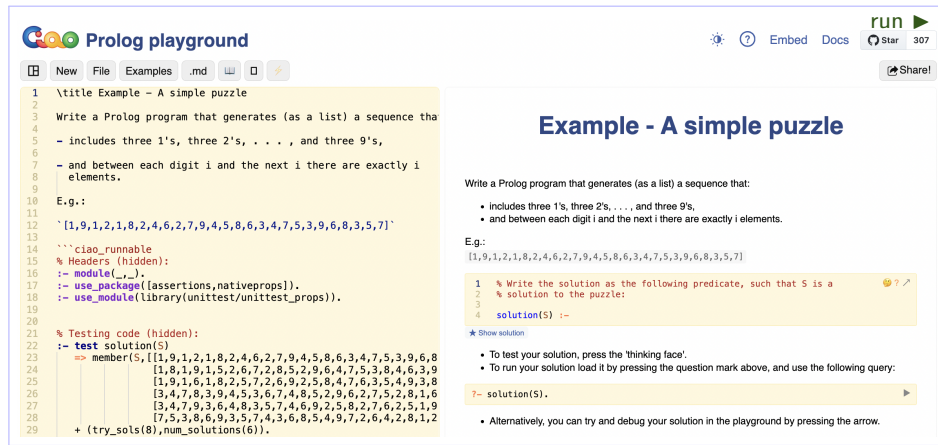 run ▶
Ciao Prolog playground
? Embed Docs Star 307
New File Examples .md
Share!
1 \title Example - A simple puzzle
2
3 Write a Prolog program that generates (as a list) a sequence tha
4
5 - includes three 1's, three 2's, . . . , and three 9's,
6
7 - and between each digit i and the next i there are exactly i
8 elements.
9
10 E.g.:
11
12 `[1,9,1,2,1,8,2,4,6,2,7,9,4,5,8,6,3,4,7,5,3,9,6,8,3,5,7]`
13
14 ```ciao_runnable
15 % Headers (hidden):
16 :- module(_,_).
17 :- use_package([assertions,nativeprops]).
18 :- use_module(library(unittest/unittest_props)).
19
20
21 % Testing code (hidden):
22 :- test solution(S)
23 => member(S,[[1,9,1,2,1,8,2,4,6,2,7,9,4,5,8,6,3,4,7,5,3,9,6,8
24 [1,8,1,9,1,5,2,6,7,2,8,5,2,9,6,4,7,5,3,8,4,6,3,9
25 [1,9,1,6,1,8,2,5,7,2,6,9,2,5,8,4,7,6,3,5,4,9,3,8
26 [3,4,7,8,3,9,4,5,3,6,7,4,8,5,2,9,6,2,7,5,2,8,1,6
27 [3,4,7,9,3,6,4,8,3,5,7,4,6,9,2,5,8,2,7,6,2,5,1,9
28 [7,5,3,8,6,9,3,5,7,4,3,6,8,5,4,9,7,2,6,4,2,8,1,2
29 + (try_sols(8),num_solutions(6)).
Example - A simple puzzle
Write a Prolog program that generates (as a list) a sequence that:
• includes three 1's, three 2's, . . . , and three 9's,
• and between each digit i and the next i there are exactly i elements.
E.g.:
[1,9,1,2,1,8,2,4,6,2,7,9,4,5,8,6,3,4,7,5,3,9,6,8,3,5,7]
1 % Write the solution as the following predicate, such that S is a
2 % solution to the puzzle:
3
4 solution(S) :-
?
★ Show solution
• To test your solution, press the 'thinking face'.
• To run your solution load it by pressing the question mark above, and use the following query:
?- solution(S).
• Alternatively, you can try and debug your solution in the playground by pressing the arrow.